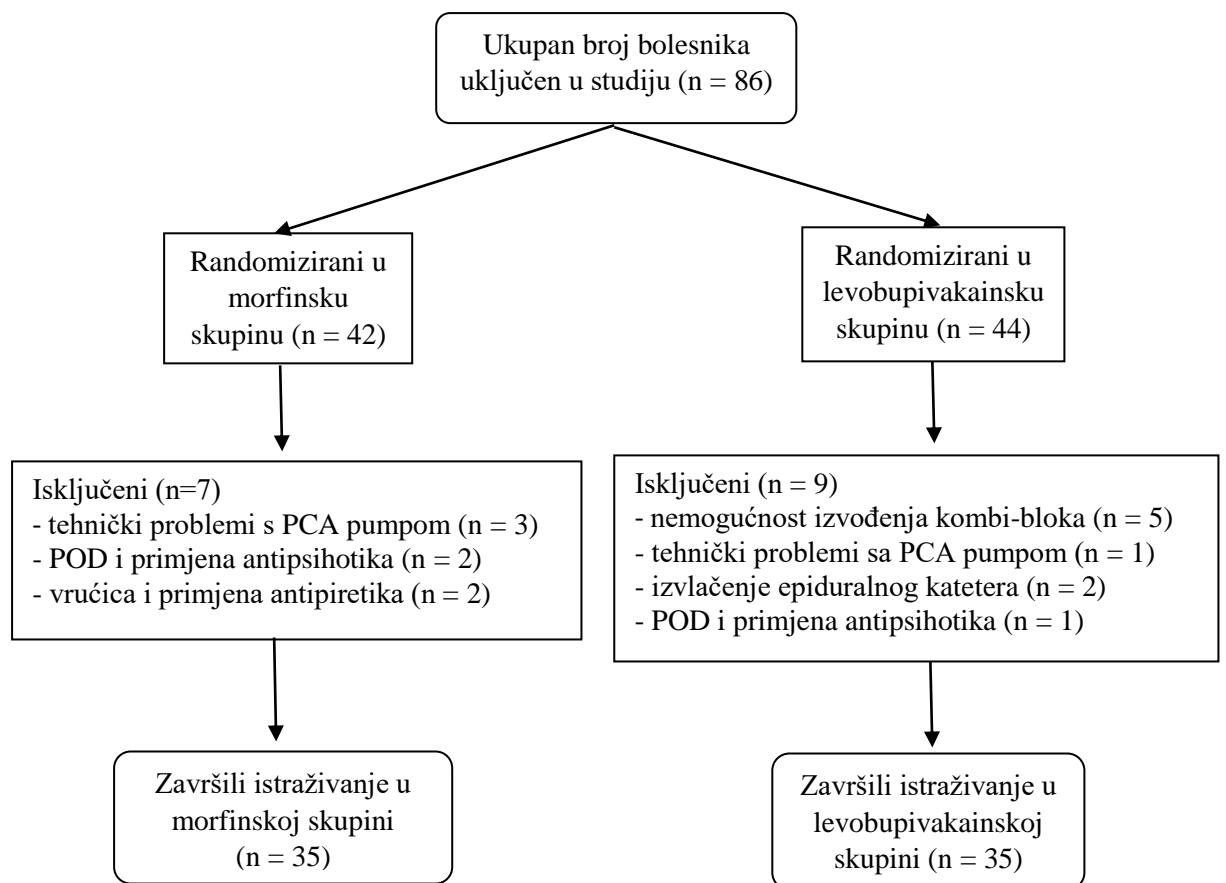 Ukupan broj bolesnika
uključen u studiju (n = 86)
Randomizirani u
morfinsku
skupinu (n = 42)
Randomizirani u
levobupivakainsku
skupinu (n = 44)
Isključeni (n=7)
- tehnički problemi s PCA pumpom (n = 3)
- POD i primjena antipsihotika (n = 2)
- vrućica i primjena antipiretika (n = 2)
Isključeni (n = 9)
- nemogućnost izvođenja kombi-bloka (n = 5)
- tehnički problemi sa PCA pumpom (n = 1)
- izvlačenje epiduralnog katetera (n = 2)
- POD i primjena antipsihotika (n = 1)
Završili istraživanje u
morfinskoj skupini
(n = 35)
Završili istraživanje u
levobupivakainskoj
skupini (n = 35)